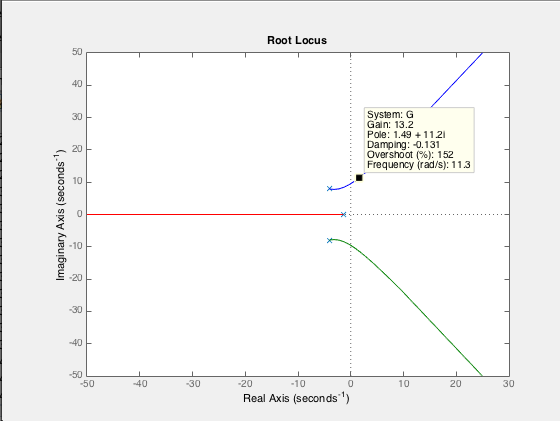 Root Locus
50
40
30
20
10
0
-10
-20
-30
-40
-50
Imaginary Axis (seconds-1)
System: G
Gain: 13.2
Pole: 1.49 + 11.2i
Damping: -0.131
Overshoot (%): 152
Frequency (rad/s): 11.3
-50 -40 -30 -20 -10 0 10 20 30
Real Axis (seconds-1)